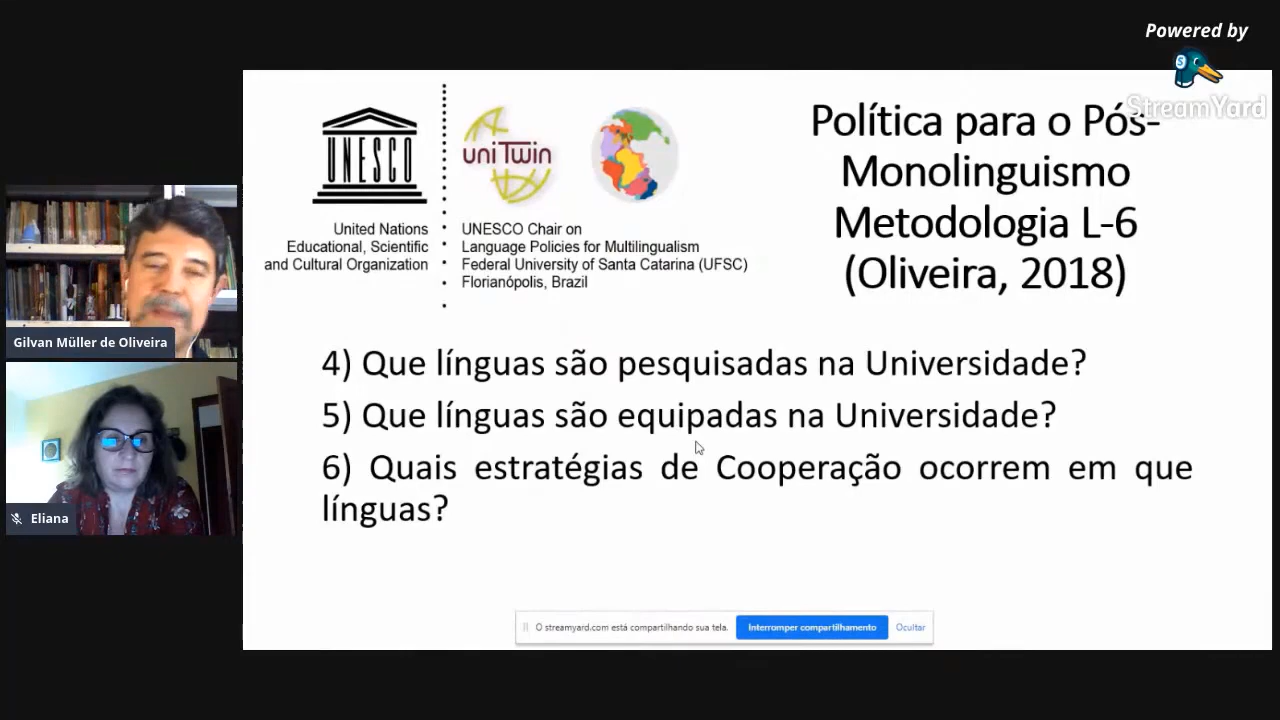 Powered by
StreamYard
UNESCO
uniTwin
United Nations
Educational, Scientific
and Cultural Organization
UNESCO Chair on
Language Policies for Multilingualism
Federal University of Santa Catarina (UFSC)
Florianópolis, Brazil
Política para o Pós-
Monolinguismo
Metodologia L-6
(Oliveira, 2018)
Gilvan Müller de Oliveira
Eliana
4) Que línguas são pesquisadas na Universidade?
5) Que línguas são equipadas na Universidade?
6) Quais estratégias de Cooperação ocorrem em que
línguas?
O streamyard.com está compartilhando sua tela.
Interromper compartilhamento
Ocultar